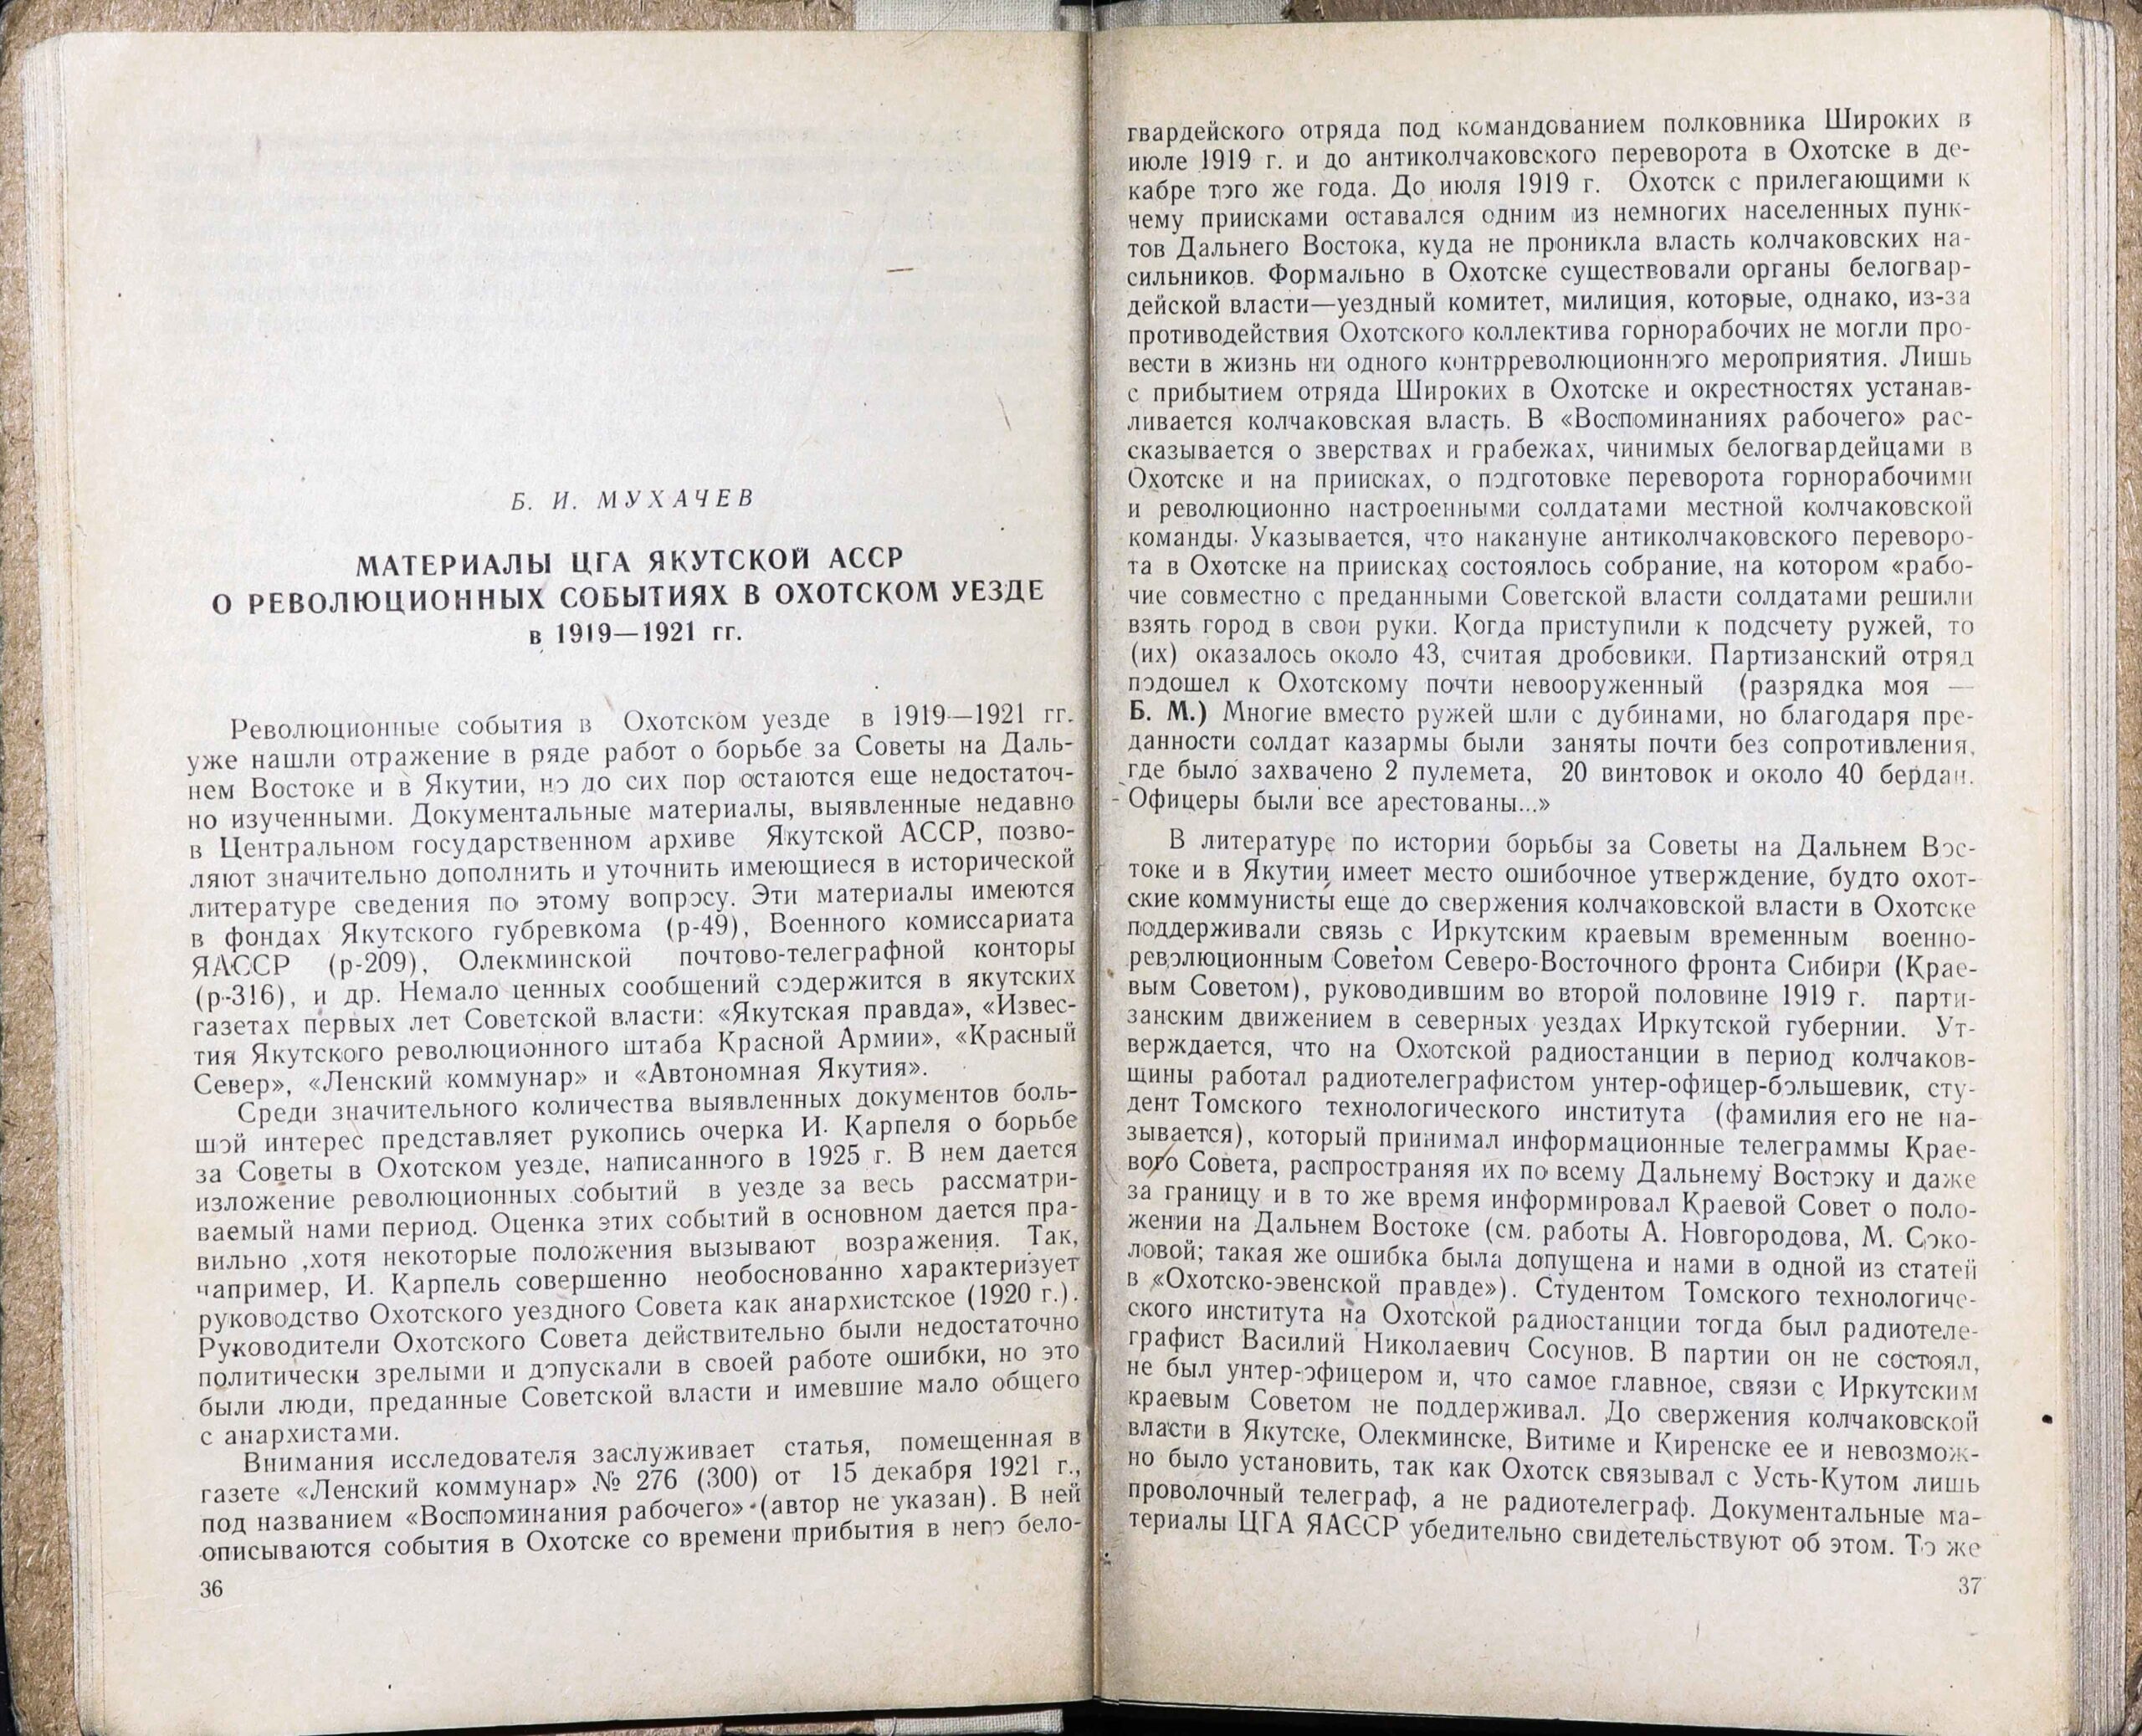 Б. И. МУХАЧЕВ
МАТЕРИАЛЫ ЦГА ЯКУТСКОЙ АССР
О РЕВОЛЮЦИОННЫХ СОБЫТИЯХ В ОХОТСКОМ УЕЗДЕ
в 1919—1921 гг.
Революционные события в Охотском уезде в 1919—1921 гг.
уже нашли отражение в ряде работ о борьбе за Советы на Даль-
нем Востоке и в Якутии, но до сих пор остаются еще недостаточ-
но изученными. Документальные материалы, выявленные недавно
в Центральном государственном архиве Якутской АССР, позво-
ляют значительно дополнить и уточнить имеющиеся в исторической
литературе сведения по этому вопросу. Эти материалы имеются
в фондах Якутского губревкома (р-49), Военного комиссариата
ЯАССР (р-209), Олекминской почтово-телеграфной конторы
(р-316), и др. Немало ценных сообщений содержится в якутских
газетах первых лет Советской власти: «Якутская правда», «Извес-
тия Якутского революционного штаба Красной Армии», «Красный
Север», «Ленский коммунар» и «Автономная Якутия».
Среди значительного количества выявленных документов боль-
шой интерес представляет рукопись очерка И. Карпеля о борьбе
за Советы в Охотском уезде, написанного в 1925 г. В нем дается
изложение революционных событий в уезде за весь рассматри-
ваемый нами период. Оценка этих событий в основном дается пра-
вильно ,хотя некоторые положения вызывают возражения. Так,
например, И. Карпель совершенно необоснованно характеризует
руководство Охотского уездного Совета как анархистское (1920 г.).
Руководители Охотского Совета действительно были недостаточно
политически зрелыми и допускали в своей работе ошибки, но это
были люди, преданные Советской власти и имевшие мало общего
с анархистами.
Внимания исследователя заслуживает статья, помещенная в
газете «Ленский коммунар» № 276 (300) от 15 декабря 1921 г.,
под названием «Воспоминания рабочего» (автор не указан). В ней
описываются события в Охотске со времени прибытия в него бело-
36
гвардейского отряда под командованием полковника Широких в
июле 1919 г. и до антиколчаковского переворота в Охотске в де-
кабре того же года. До июля 1919 г. Охотск с прилегающими к
нему приисками оставался одним из немногих населенных пунк-
тов Дальнего Востока, куда не проникла власть колчаковских на-
сильников. Формально в Охотске существовали органы белогвар-
дейской власти—уездный комитет, милиция, которые, однако, из-за
противодействия Охотского коллектива горнорабочих не могли про-
вести в жизнь ни одного контрреволюционного мероприятия. Лишь
с прибытием отряда Широких в Охотске и окрестностях устанав-
ливается колчаковская власть. В «Воспоминаниях рабочего» рас-
сказывается о зверствах и грабежах, чинимых белогвардейцами в
Охотске и на приисках, о подготовке переворота горнорабочими
и революционно настроенными солдатами местной колчаковской
команды. Указывается, что накануне антиколчаковского переворо-
та в Охотске на приисках состоялось собрание, на котором «рабо-
чие совместно с преданными Советской власти солдатами решили
взять город в свои руки. Когда приступили к подсчету ружей, то
(их) оказалось около 43, считая дробовики. Партизанский отряд
подошел к Охотскому почти невооруженный (разрядка моя —
Б. М.) Многие вместо ружей шли с дубинами, но благодаря пре-
данности солдат казармы были заняты почти без сопротивления,
где было захвачено 2 пулемета, 20 винтовок и около 40 бердан.
Офицеры были все арестованы...»
В литературе по истории борьбы за Советы на Дальнем Вос-
токе и в Якутии имеет место ошибочное утверждение, будто охот-
ские коммунисты еще до свержения колчаковской власти в Охотске
поддерживали связь с Иркутским краевым временным военно-
революционным Советом Северо-Восточного фронта Сибири (Крае-
вым Советом), руководившим во второй половине 1919 г. парти-
занским движением в северных уездах Иркутской губернии. Ут-
верждается, что на Охотской радиостанции в период колчаков-
щины работал радиотелеграфистом унтер-офицер-большевик, сту-
дент Томского технологического института (фамилия его не на-
зывается), который принимал информационные телеграммы Крае-
вого Совета, распространяя их по всему Дальнему Востоку и даже
за границу и в то же время информировал Краевой Совет о поло-
жении на Дальнем Востоке (см. работы А. Новгородова, М. Соко-
ловой; такая же ошибка была допущена и нами в одной из статей
в «Охотско-эвенской правде»). Студентом Томского технологиче-
ского института на Охотской радиостанции тогда был радиотеле-
графист Василий Николаевич Сосунов. В партии он не состоял,
не был унтер-офицером и, что самое главное, связи с Иркутским
краевым Советом не поддерживал. До свержения колчаковской
власти в Якутске, Олекминске, Витиме и Киренске ее и невозмож-
но было установить, так как Охотск связывал с Усть-Кутом лишь
проволочный телеграф, а не радиотелеграф. Документальные ма-
териалы ЦГА ЯАССР убедительно свидетельствуют об этом. То же
37